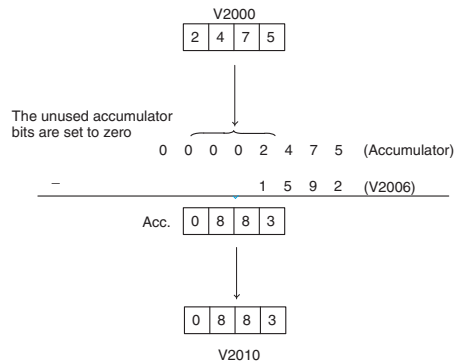 V2000
2 4 7 5
The unused accumulator
bits are set to zero
0 0 0 0 2 4 7 5 (Accumulator)
– 1 5 9 2 (V2006)
Acc. 0 8 8 3
0 8 8 3
V2010